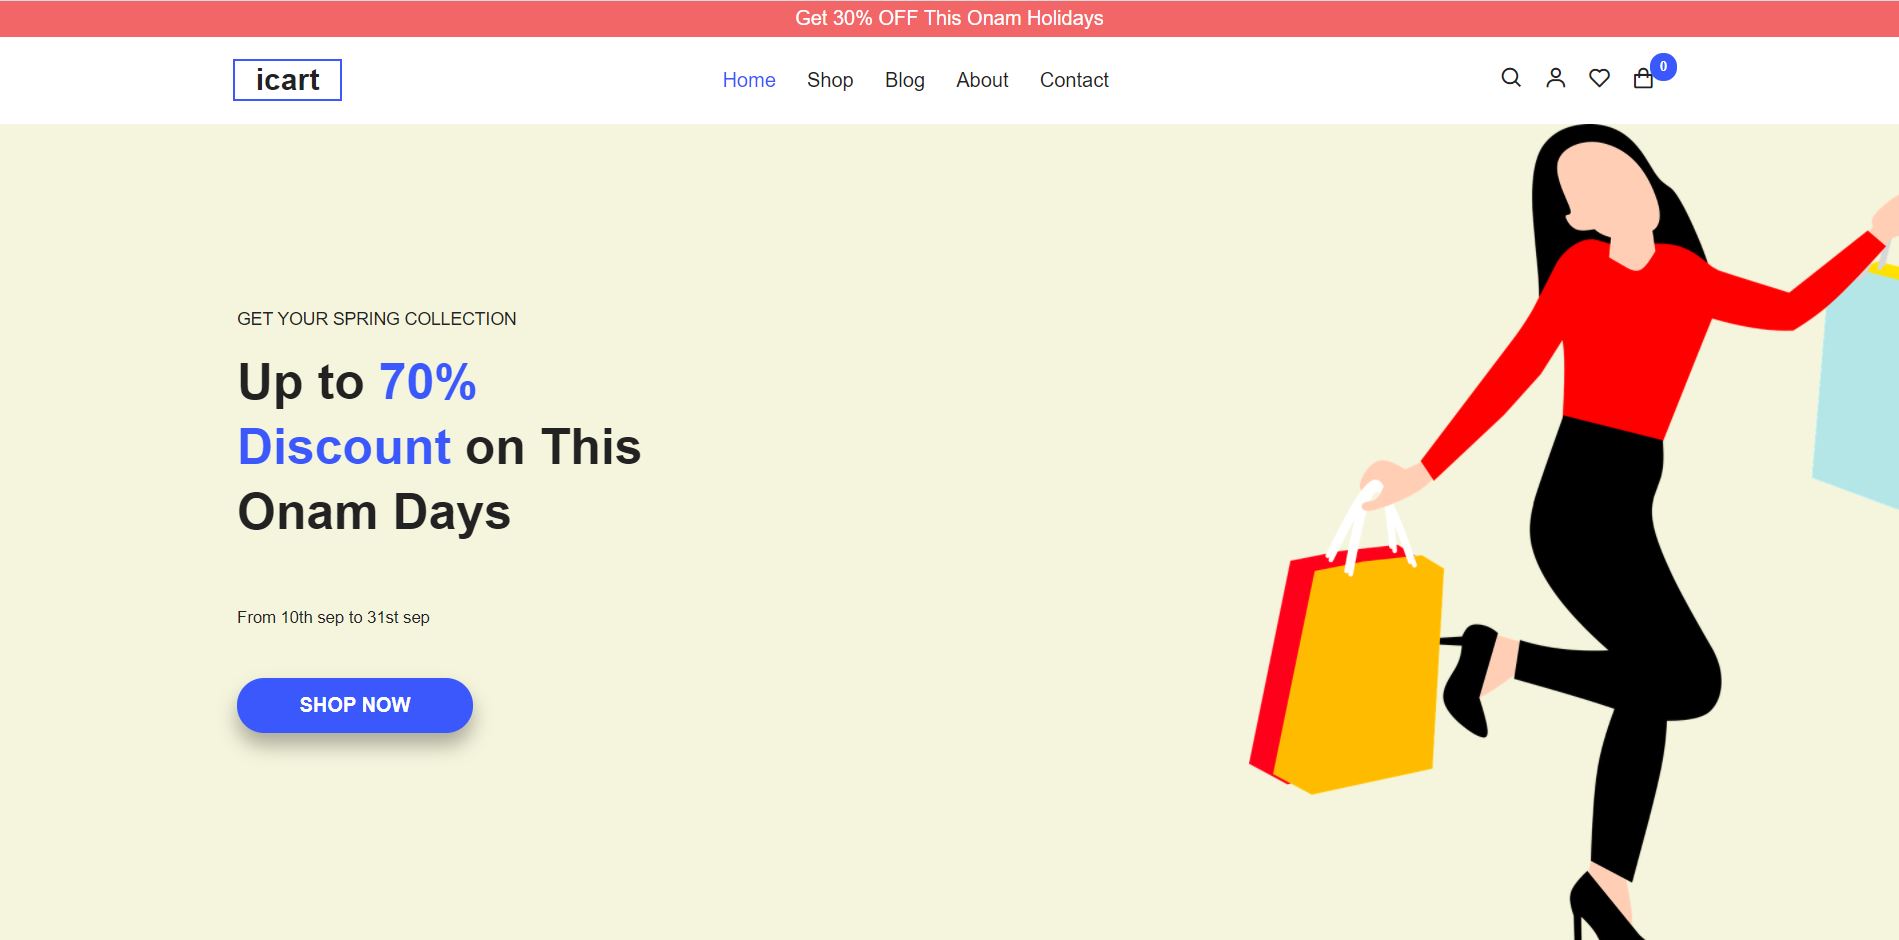 Get 30% OFF This Onam Holidays
icart
Home Shop Blog About Contact
0
GET YOUR SPRING COLLECTION
Up to 70%
Discount on This
Onam Days
From 10th sep to 31st sep
SHOP NOW